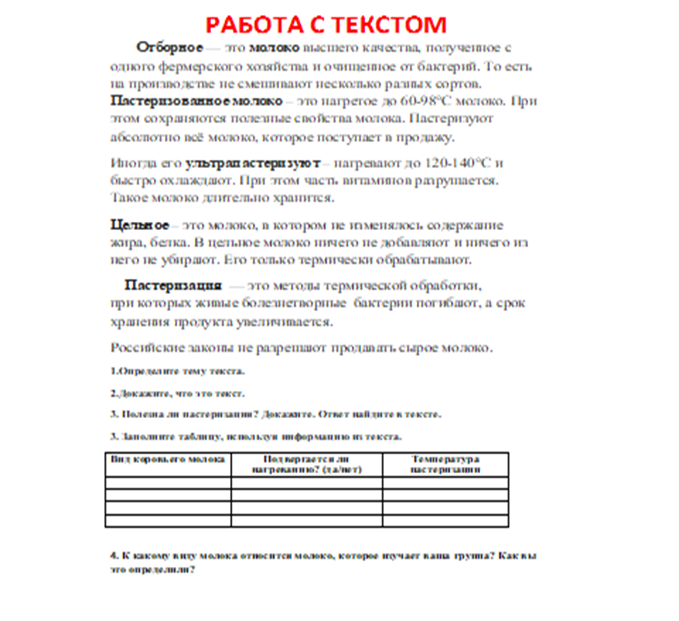 РАБОТА С ТЕКСТОМ
Отборное — это молоко высшего качества, полученное с
одного фермерского хозяйства и очищенное от бактерий. То есть
на производстве не смешивают несколько разных сортов.
Пастеризованное молоко – это нагретое до 60-98°С молоко. При
этом сохраняются полезные свойства молока. Пастеризуют
абсолютно всё молоко, которое поступает в продажу.
Иногда его ультрапастеризуют – нагревают до 120-140°С и
быстро охлаждают. При этом часть витаминов разрушается.
Такое молоко длительно хранится.
Цельное – это молоко, в котором не изменялось содержание
жира, белка. В цельное молоко ничего не добавляют и ничего из
него не убирают. Его только термически обрабатывают.
Пастеризация — это методы термической обработки,
при которых живые болезнетворные бактерии погибают, а срок
хранения продукта увеличивается.
Российские законы не разрешают продавать сырое молоко.
1.Определите тему текста.
2.Докажите, что это текст.
3. Полезна ли пастеризация? Докажите. Ответ найдите в тексте.
3. Заполните таблицу, используя информацию из текста.
Вид коровьего молока Подвергается ли нагреванию? (да/нет) Температура пастеризации
4. К какому виду молока относится молоко, которое изучает ваша группа? Как вы
это определили?